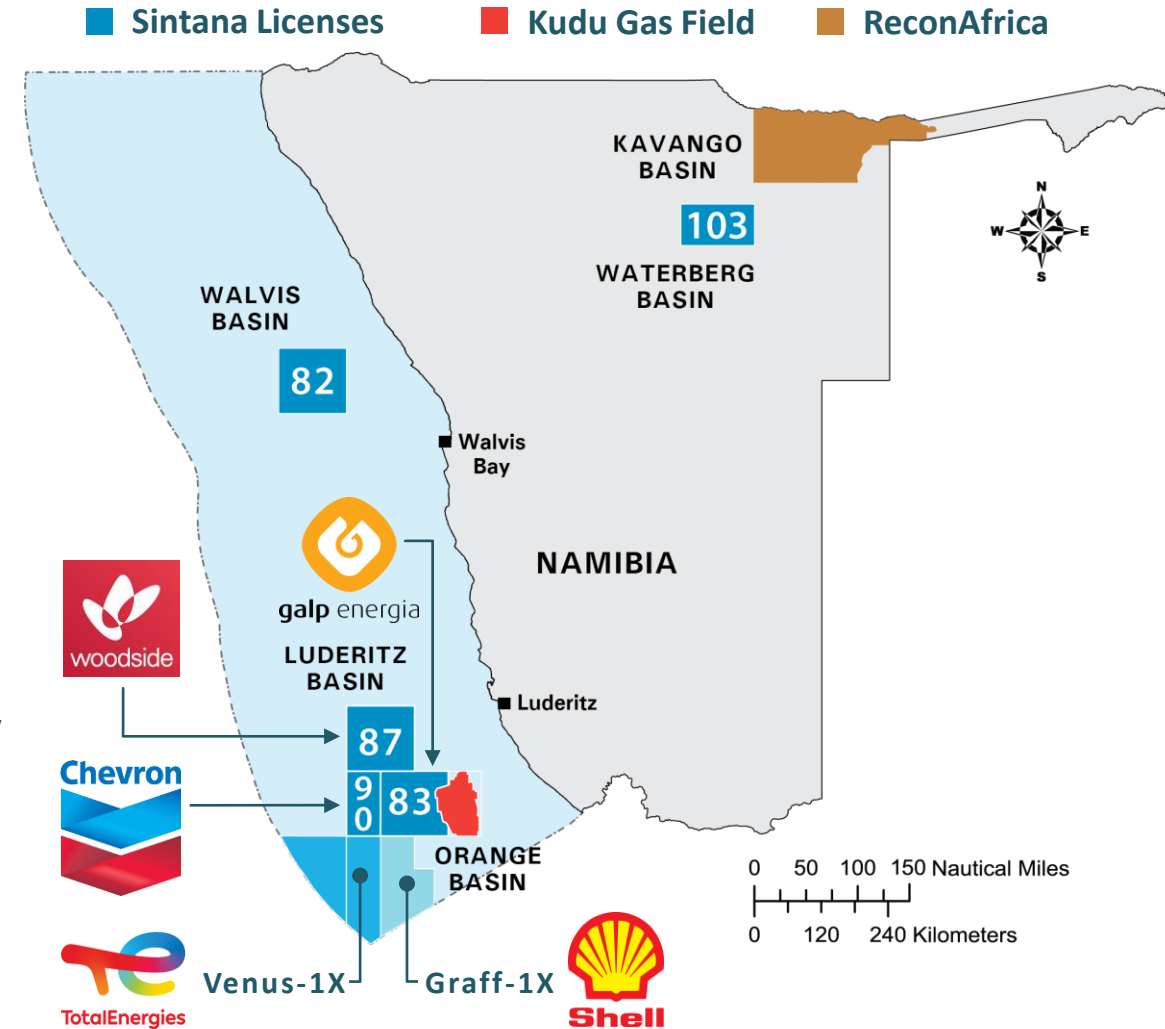 Sintana Licenses
Kudu Gas Field
ReconAfrica
KAVANGO
BASIN
103
WATERBERG
BASIN
N
W
E
S
WALVIS
BASIN
82
Walvis
Bay
galp energia
NAMIBIA
woodside
LUDERITZ
BASIN
Luderitz
87
Chevron
9
0
83
ORANGE
BASIN
0 50 100 150 Nautical Miles
0 120 240 Kilometers
TotalEnergies
Venus-1X
Graff-1X
Shell